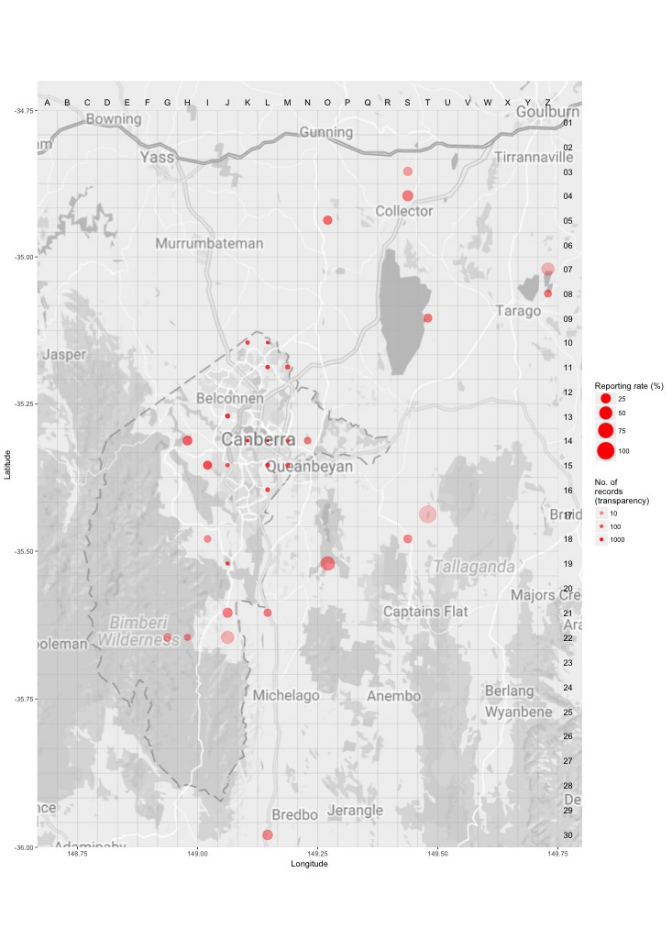 A B C D E F G H I J K L M N O P Q R S T U V W X Y Z
-34.75
Goulburn
Bowning
01
Gunning
02
Yass
Tirrannaville
03
04
Collector
05
Murrumbateman
06
-35.00
07
08
Tarago
09
10
Jasper
11
12
Belconnen
-35.25
13
Canberra
14
Queanbeyan
15
16
17
18
-35.50
19
Tallaganda
20
Majors Cre
Captains Flat
21
Bimberi
Wilderness
22
23
24
Michelago
Anembo
Berlang
-35.75
Wyanbene
25
26
27
28
29
Bredbo
Jerangle
30
-36.00
Adaminaby
148.75 149.00 149.25 149.50 149.75
Longitude
Latitude
Reporting rate (%)
25
50
75
100
No. of
records
(transparency)
10
100
1000